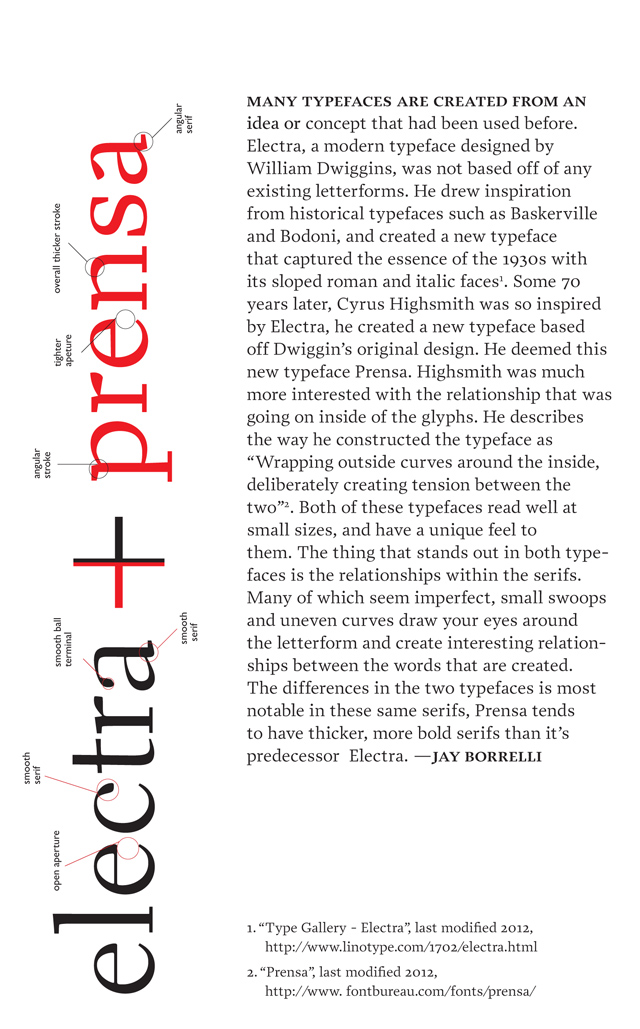 electra + prensa
open aperture
smooth
serif
smooth ball
terminal
smooth
serif
angular
stroke
tighter
apeture
overall thicker stroke
angular
serif
MANY TYPEFACES ARE CREATED FROM AN
idea or concept that had been used before.
Electra, a modern typeface designed by
William Dwiggins, was not based off of any
existing letterforms. He drew inspiration
from historical typefaces such as Baskerville
and Bodoni, and created a new typeface
that captured the essence of the 1930s with
its sloped roman and italic faces¹. Some 70
years later, Cyrus Highsmith was so inspired
by Electra, he created a new typeface based
off Dwiggin’s original design. He deemed this
new typeface Prensa. Highsmith was much
more interested with the relationship that was
going on inside of the glyphs. He describes
the way he constructed the typeface as
“Wrapping outside curves around the inside,
deliberately creating tension between the
two”². Both of these typefaces read well at
small sizes, and have a unique feel to
them. The thing that stands out in both type-
faces is the relationships within the serifs.
Many of which seem imperfect, small swoops
and uneven curves draw your eyes around
the letterform and create interesting relation-
ships between the words that are created.
The differences in the two typefaces is most
notable in these same serifs, Prensa tends
to have thicker, more bold serifs than it’s
predecessor Electra. —JAY BORRELLI
1. “Type Gallery - Electra”, last modified 2012,
http://www.linotype.com/1702/electra.html
2. “Prensa”, last modified 2012,
http://www. fontbureau.com/fonts/prensa/